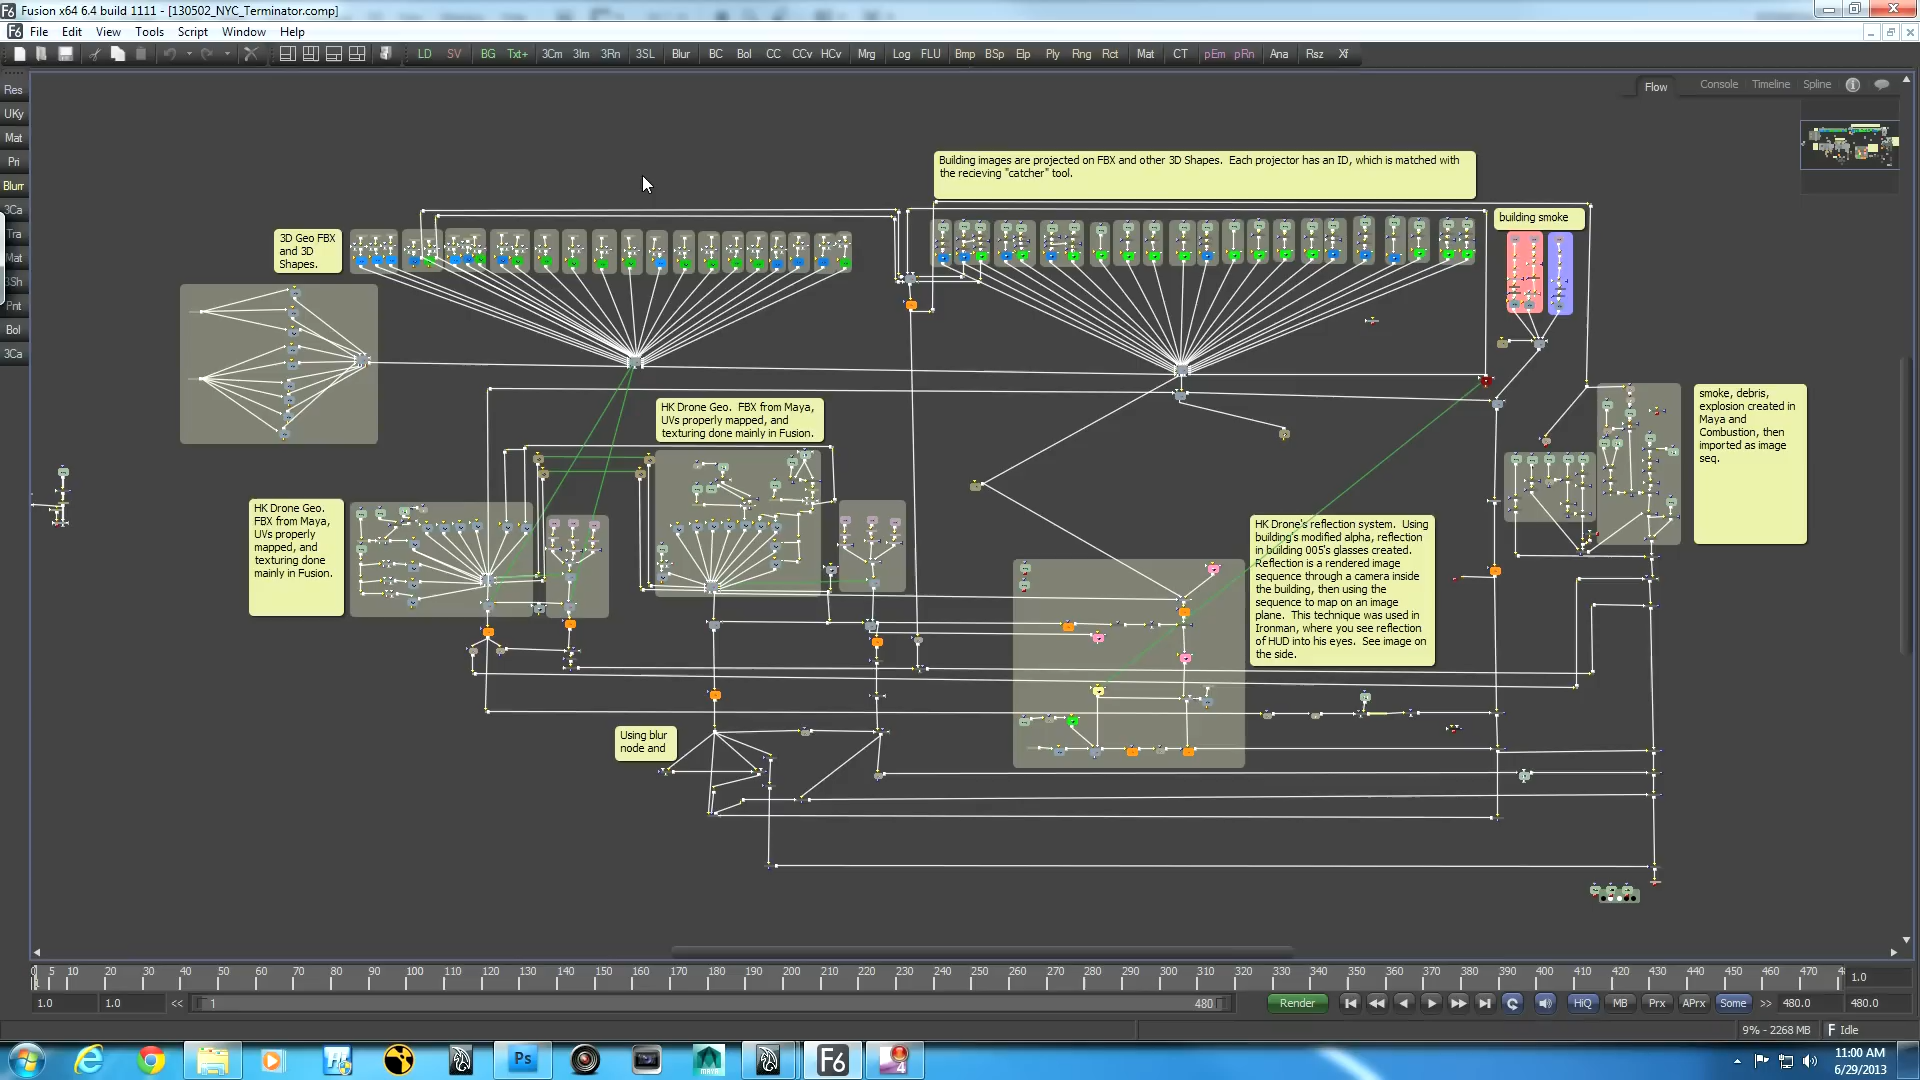 Fusion x64 6.4 build 1111 - [130502_NYC_Terminator.comp]
File Edit View Tools Script Window Help
LD SV BG Txt+ 3Cm 3Im 3Rn 3SL Blur BC Bol CC CCv HCv Mrg Log FLU Bmp BSp Elp Ply Rng Rct Mat CT pEm pRn Ana Rsz Xf
Flow Console Timeline Spline
Res
UKy
Mat
Pri
Blurr
3Ca
Tra
Mat
3Sh
Pnt
Bol
3Ca
Building images are projected on FBX and other 3D Shapes. Each projector has an ID, which is matched with
the recieving "catcher" tool.
building smoke
3D Geo FBX
and 3D
Shapes.
HK Drone Geo. FBX from Maya,
UVs properly mapped, and
texturing done mainly in Fusion.
smoke, debris,
explosion created in
Maya and
Combustion, then
imported as image
seq.
HK Drone Geo.
FBX from Maya,
UVs properly
mapped, and
texturing done
mainly in Fusion.
HK Drone's reflection system. Using
building's modified alpha, reflection
in building 005's glasses created.
Reflection is a rendered image
sequence through a camera inside
the building, then using the
sequence to map on an image
plane. This technique was used in
Ironman, where you see reflection
of HUD into his eyes. See image on
the side.
Using blur
node and
0 5 10 20 30 40 50 60 70 80 90 100 110 120 130 140 150 160 170 180 190 200 210 220 230 240 250 260 270 280 290 300 310 320 330 340 350 360 370 380 390 400 410 420 430 440 450 460 470 48 1.0
1.0 1.0 << 1 480 Render HiQ MB Prx APrx Some >> 480.0 480.0
9% - 2268 MB F Idle
Ps F6 4 MAYA
11:00 AM
6/29/2013